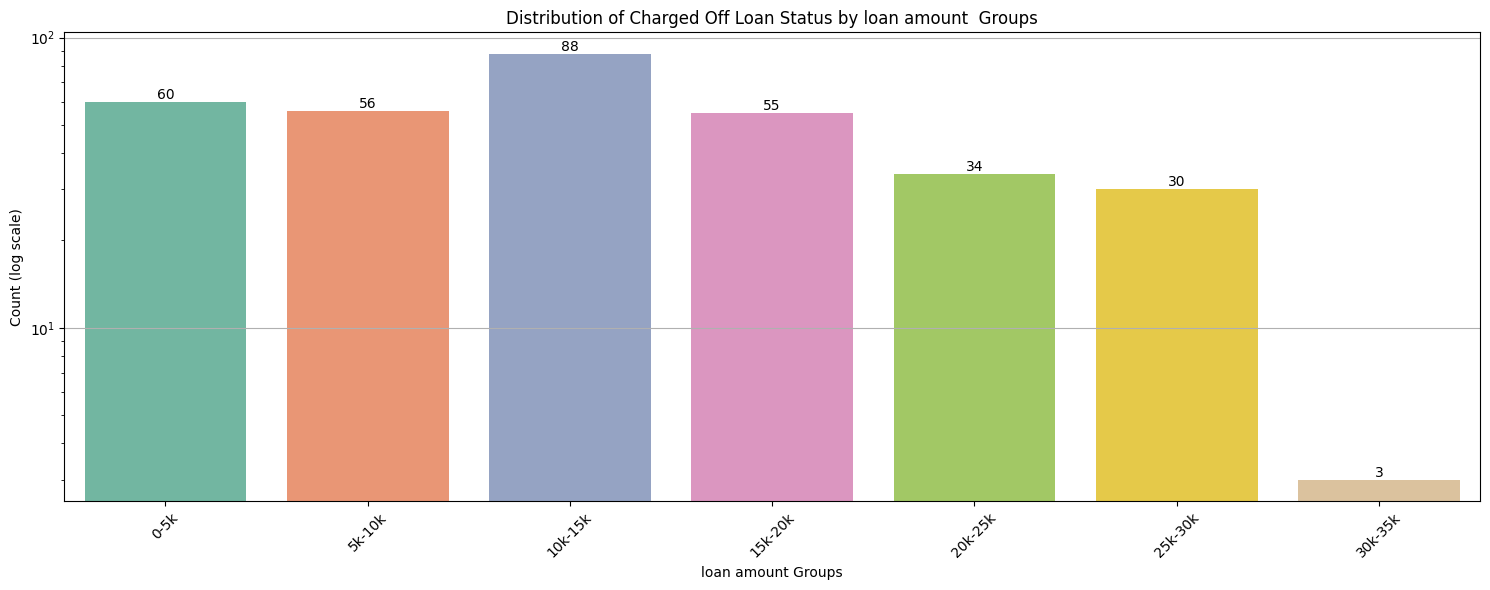 Distribution of Charged Off Loan Status by loan amount  Groups
Count (log scale)
10²
10¹
60
56
88
55
34
30
3
0-5k
5k-10k
10k-15k
15k-20k
20k-25k
25k-30k
30k-35k
loan amount Groups